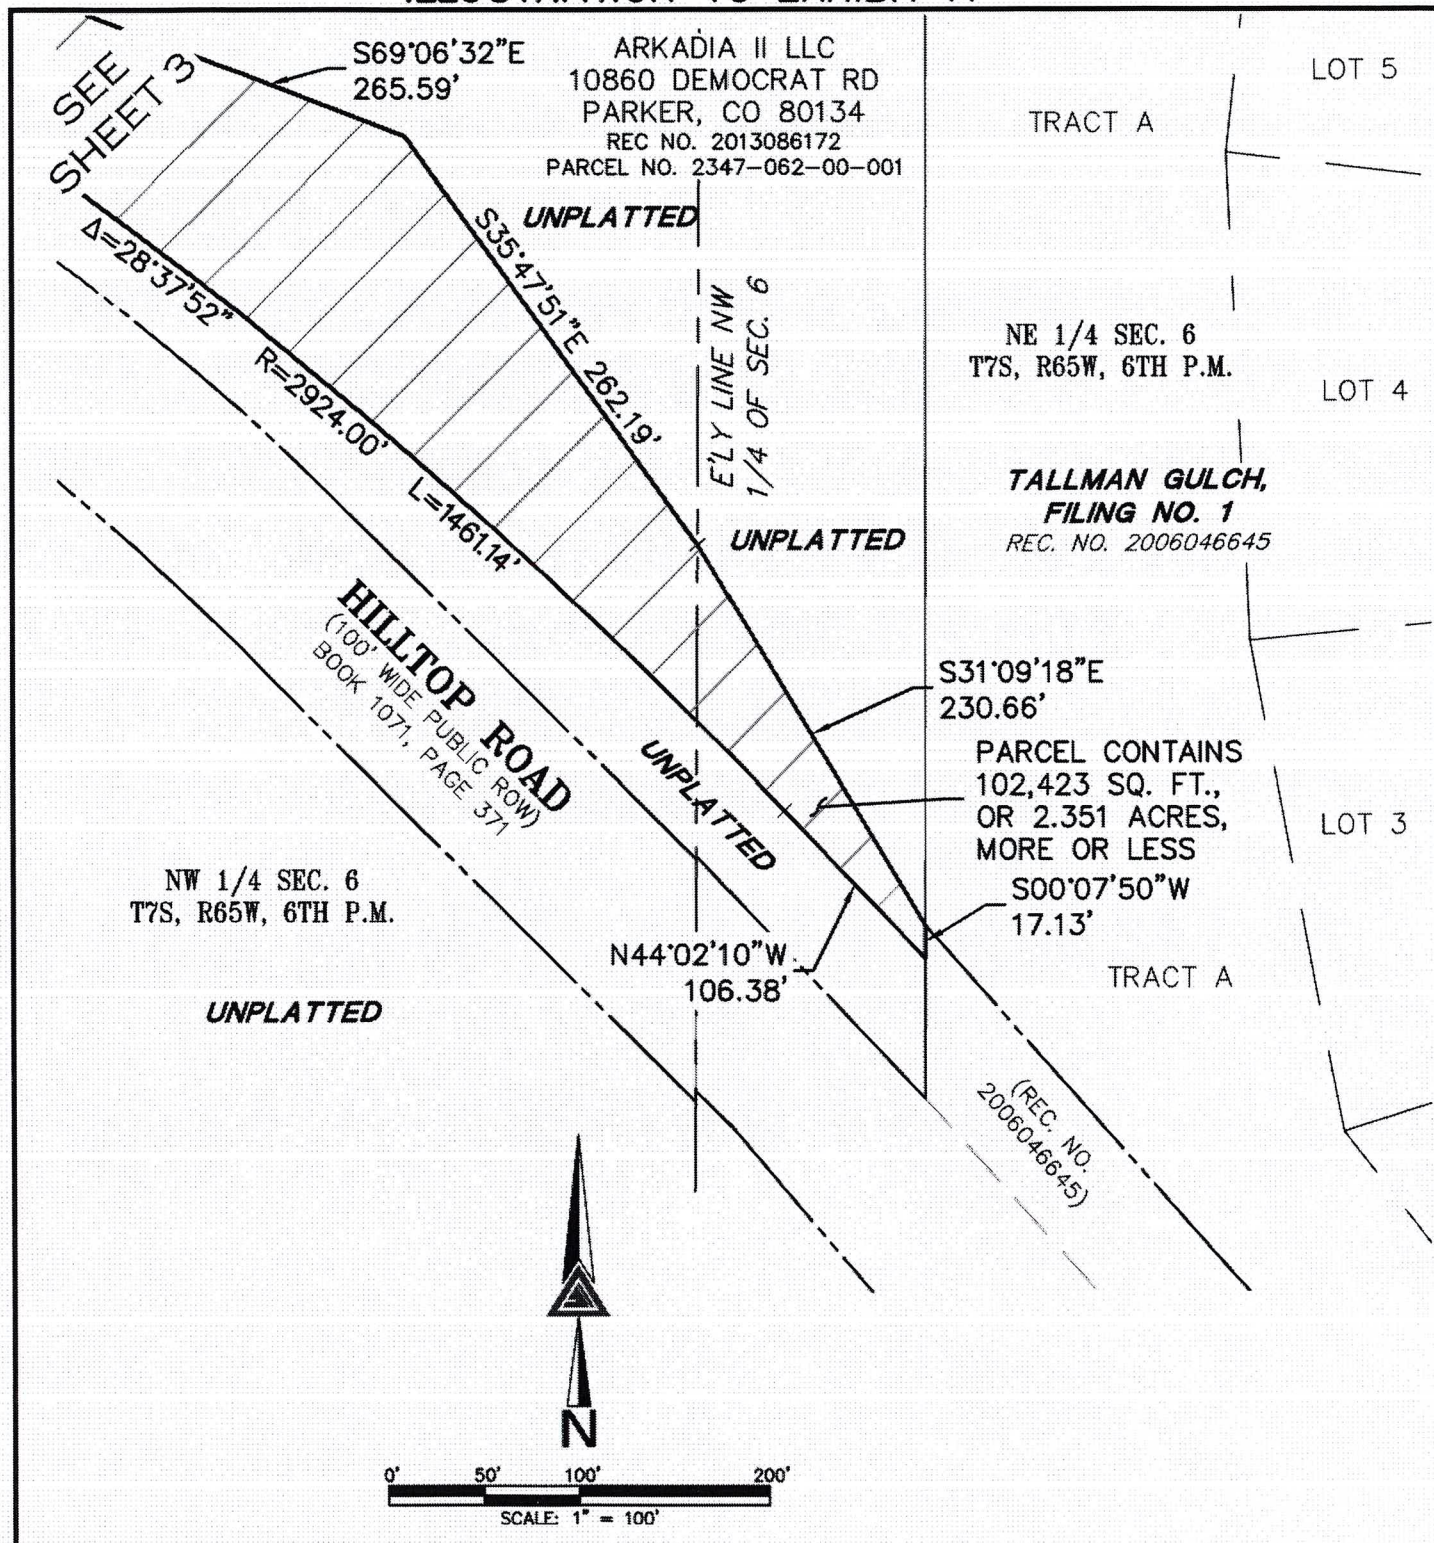 SEE
SHEET 3
S69°06'32"E
265.59'
ARKADIA II LLC
10860 DEMOCRAT RD
PARKER, CO 80134
REC NO. 2013086172
PARCEL NO. 2347-062-00-001
TRACT A
LOT 5
UNPLATTED
Δ=28°37'52"
R=2924.00'
L=1461.14'
S35°47'51"E 262.19'
E'LY LINE NW
1/4 OF SEC. 6
NE 1/4 SEC. 6
T7S, R65W, 6TH P.M.
LOT 4
TALLMAN GULCH,
FILING NO. 1
REC. NO. 2006046645
UNPLATTED
HILLTOP ROAD
(100' WIDE PUBLIC ROW)
BOOK 1071, PAGE 371
S31°09'18"E
230.66'
UNPLATTED
PARCEL CONTAINS
102,423 SQ. FT.,
OR 2.351 ACRES,
MORE OR LESS
LOT 3
NW 1/4 SEC. 6
T7S, R65W, 6TH P.M.
S00°07'50"W
17.13'
N44°02'10"W
106.38'
TRACT A
UNPLATTED
(REC. NO.
2006046645)
N
0' 50' 100' 200'
SCALE: 1" = 100'